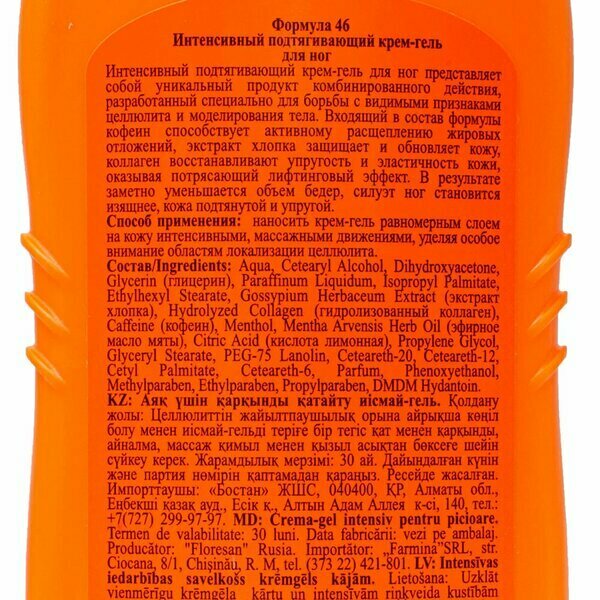 Формула 46
Интенсивный подтягивающий крем-гель
для ног
Интенсивный подтягивающий крем-гель для ног представляет
собой уникальный продукт комбинированного действия,
разработанный специально для борьбы с видимыми признаками
целлюлита и моделирования тела. Входящий в состав формулы
кофеин способствует активному расщеплению жировых
отложений, экстракт хлопка защищает и обновляет кожу,
коллаген восстанавливают упругость и эластичность кожи,
оказывая потрясающий лифтинговый эффект. В результате
заметно уменьшается объем бедер, силуэт ног становится
изящнее, кожа подтянутой и упругой.
Способ применения: наносить крем-гель равномерным слоем
на кожу интенсивными, массажными движениями, уделяя особое
внимание областям локализации целлюлита.
Состав/Ingredients: Aqua, Cetearyl Alcohol, Dihydroxyacetone,
Glycerin (глицерин), Paraffinum Liquidum, Isopropyl Palmitate,
Ethylhexyl Stearate, Gossypium Herbaceum Extract (экстракт
хлопка), Hydrolyzed Collagen (гидролизованный коллаген),
Caffeine (кофеин), Menthol, Mentha Arvensis Herb Oil (эфирное
масло мяты), Citric Acid (кислота лимонная), Propylene Glycol,
Glyceryl Stearate, PEG-75 Lanolin, Ceteareth-20, Ceteareth-12,
Cetyl Palmitate, Ceteareth-6, Parfum, Phenoxyethanol,
Methylparaben, Ethylparaben, Propylparaben, DMDM Hydantoin.
KZ: Аяқ үшін қарқынды қатайту иісмай-гель. Қолдану
жолы: Целлюлиттін жайылтпаушылық орына айрықша көңіл
болу менен иісмай-гельді теріге бір тегіс қат менен қарқынды,
айналма, массаж қимыл менен қызыл асықтан бөксеге шейін
сүйкеу керек. Жарамдылық мерзімі: 30 ай. Дайындалған күнін
және партия нөмірін қаптамадан қараңыз. Ресейде жасалған.
Импорттаушы: «Бостан» ЖШС, 040400, ҚР, Алматы обл.,
Еңбекші қазақ ауд., Есік қ., Алтын Адам Аллея к-сі, 140, тел.:
+7(727) 299-97-97. MD: Crema-gel intensiv pentru picioare.
Termen de valabilitate: 30 luni. Data fabricării: vezi pe ambalaj.
Producător: "Floresan" Rusia. Importător: „Farmina”SRL, str.
Ciocana, 8/1, Chișinău, R. M, tel. (373 22) 421-801. LV: Intensīvas
iedarbības savelkošs krēmgēls kājām. Lietošana: Uzklāt
vienmērīgu krēmgēla kārtu un intensīvām riņķveida kustībām